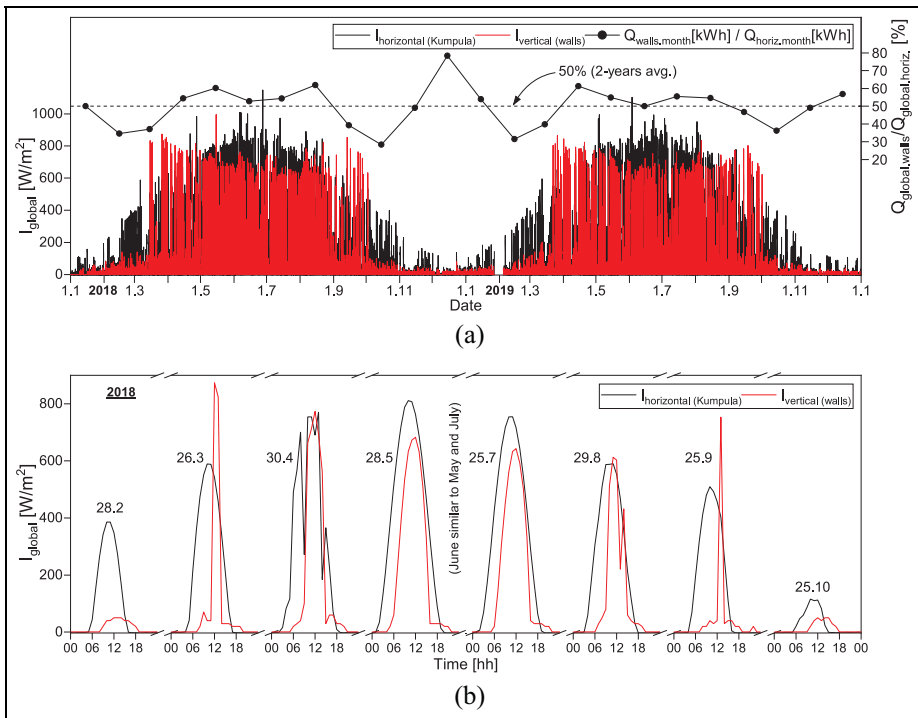 I_horizontal (Kumpula) I_vertical (walls) Q_walls.month[kWh] / Q_horiz.month[kWh]
50% (2-years avg.)
80
70
60
50
40
30
20
Q_global,walls/Q_global.horiz. [%]
1000
800
600
400
200
0
I_global [W/m²]
1.1 2018 1.3 1.5 1.7 1.9 1.11 1.1 2019 1.3 1.5 1.7 1.9 1.11 1.1
Date
(a)
2018
I_horizontal (Kumpula) I_vertical (walls)
800
600
400
200
0
I_global [W/m²]
28.2
26.3
30.4
28.5
(June similar to May and July)
25.7
29.8
25.9
25.10
00 06 12 18 00 06 12 18 00 06 12 18 00 06 12 18 00 06 12 18 00 06 12 18 00 06 12 18 00 06 12 18 00
Time [hh]
(b)